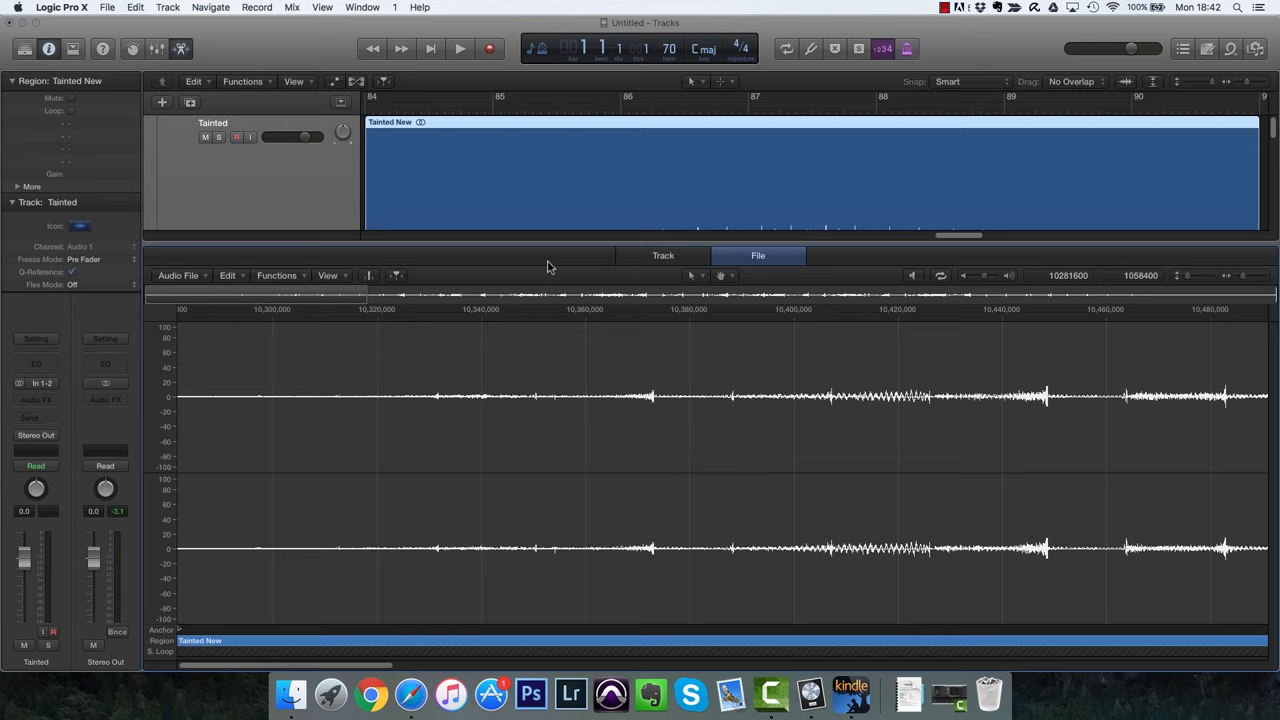 Logic Pro X File Edit Track Navigate Record Mix View Window 1 Help 100% Mon 18:42
Untitled - Tracks
1 1 1 1 70 C maj 4/4
bar beat div tick bpm key signature
S 1234
Region: Tainted New
Edit Functions View Snap: Smart Drag: No Overlap
Mute:
Loop:
84 85 86 87 88 89 90 9
Tainted
M S R I
Tainted New
Gain:
More
Track: Tainted
Icon:
Channel: Audio 1
Freeze Mode: Pre Fader
Q-Reference:
Flex Mode: Off
Track File
Audio File Edit Functions View 10281600 1058400
00 10,300,000 10,320,000 10,340,000 10,360,000 10,380,000 10,400,000 10,420,000 10,440,000 10,460,000 10,480,000
Setting Setting
EQ EQ
In 1-2
Audio FX Audio FX
Send
Stereo Out
Read Read
0.0 0.0 -3.1
I R Bnce
M S M
Tainted Stereo Out
100
80
60
40
20
0
-20
-40
-60
-80
-100
100
80
60
40
20
0
-20
-40
-60
-80
-100
Anchor
Region Tainted New
S. Loop
1
Ps Lr kindle